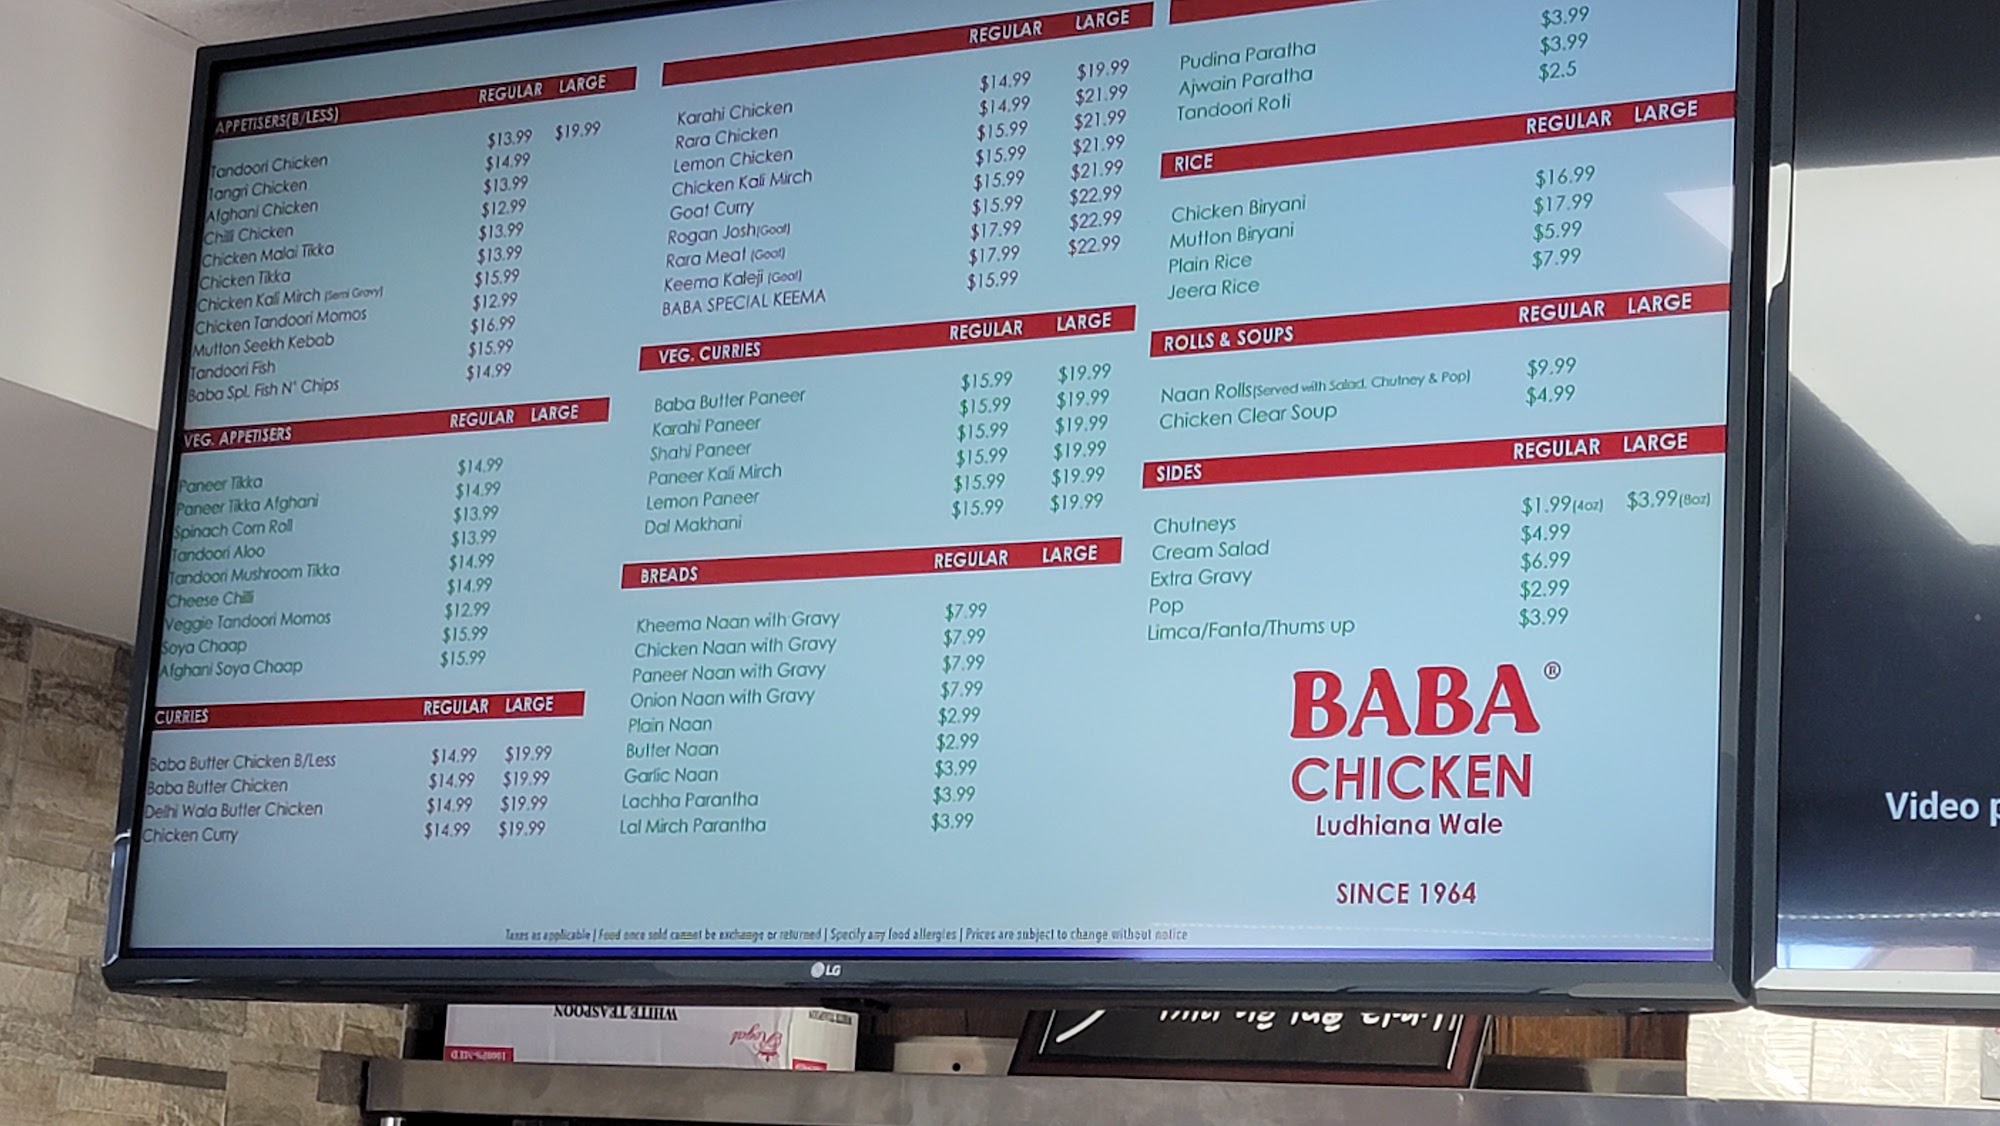 APPETISERS(B/LESS) REGULAR LARGE
Tandoori Chicken $13.99 $19.99
Tangri Chicken $14.99
Afghani Chicken $13.99
Chilli Chicken $12.99
Chicken Malai Tikka $13.99
Chicken Tikka $13.99
Chicken Kali Mirch (Semi Gravy) $15.99
Chicken Tandoori Momos $12.99
Mutton Seekh Kebab $16.99
Tandoori Fish $15.99
Baba Spl. Fish N' Chips $14.99
VEG. APPETISERS REGULAR LARGE
Paneer Tikka $14.99
Paneer Tikka Afghani $14.99
Spinach Corn Roll $13.99
Tandoori Aloo $13.99
Tandoori Mushroom Tikka $14.99
Cheese Chilli $14.99
Veggie Tandoori Momos $12.99
Soya Chaap $15.99
Afghani Soya Chaap $15.99
CURRIES REGULAR LARGE
Baba Butter Chicken B/Less $14.99 $19.99
Baba Butter Chicken $14.99 $19.99
Delhi Wala Butter Chicken $14.99 $19.99
Chicken Curry $14.99 $19.99
REGULAR LARGE
Karahi Chicken $14.99 $19.99
Rara Chicken $14.99 $21.99
Lemon Chicken $15.99 $21.99
Chicken Kali Mirch $15.99 $21.99
Goat Curry $15.99 $21.99
Rogan Josh(Goat) $15.99 $22.99
Rara Meat (Goat) $17.99 $22.99
Keema Kaleji (Goat) $17.99 $22.99
BABA SPECIAL KEEMA $15.99
VEG. CURRIES REGULAR LARGE
Baba Butter Paneer $15.99 $19.99
Karahi Paneer $15.99 $19.99
Shahi Paneer $15.99 $19.99
Paneer Kali Mirch $15.99 $19.99
Lemon Paneer $15.99 $19.99
Dal Makhani $15.99 $19.99
BREADS REGULAR LARGE
Kheema Naan with Gravy $7.99
Chicken Naan with Gravy $7.99
Paneer Naan with Gravy $7.99
Onion Naan with Gravy $7.99
Plain Naan $2.99
Butter Naan $2.99
Garlic Naan $3.99
Lachha Parantha $3.99
Lal Mirch Parantha $3.99
Pudina Paratha $3.99
Ajwain Paratha $3.99
Tandoori Roti $2.5
RICE REGULAR LARGE
Chicken Biryani $16.99
Mutton Biryani $17.99
Plain Rice $5.99
Jeera Rice $7.99
ROLLS & SOUPS REGULAR LARGE
Naan Rolls(Served with Salad, Chutney & Pop) $9.99
Chicken Clear Soup $4.99
SIDES REGULAR LARGE
Chutneys $1.99(4oz) $3.99(8oz)
Cream Salad $4.99
Extra Gravy $6.99
Pop $2.99
Limca/Fanta/Thums up $3.99
BABA ®
CHICKEN
Ludhiana Wale
SINCE 1964
Taxes as applicable | Food once sold cannot be exchange or returned | Specify any food allergies | Prices are subject to change without notice
LG
Video
WHITE TEASPOON
Royal